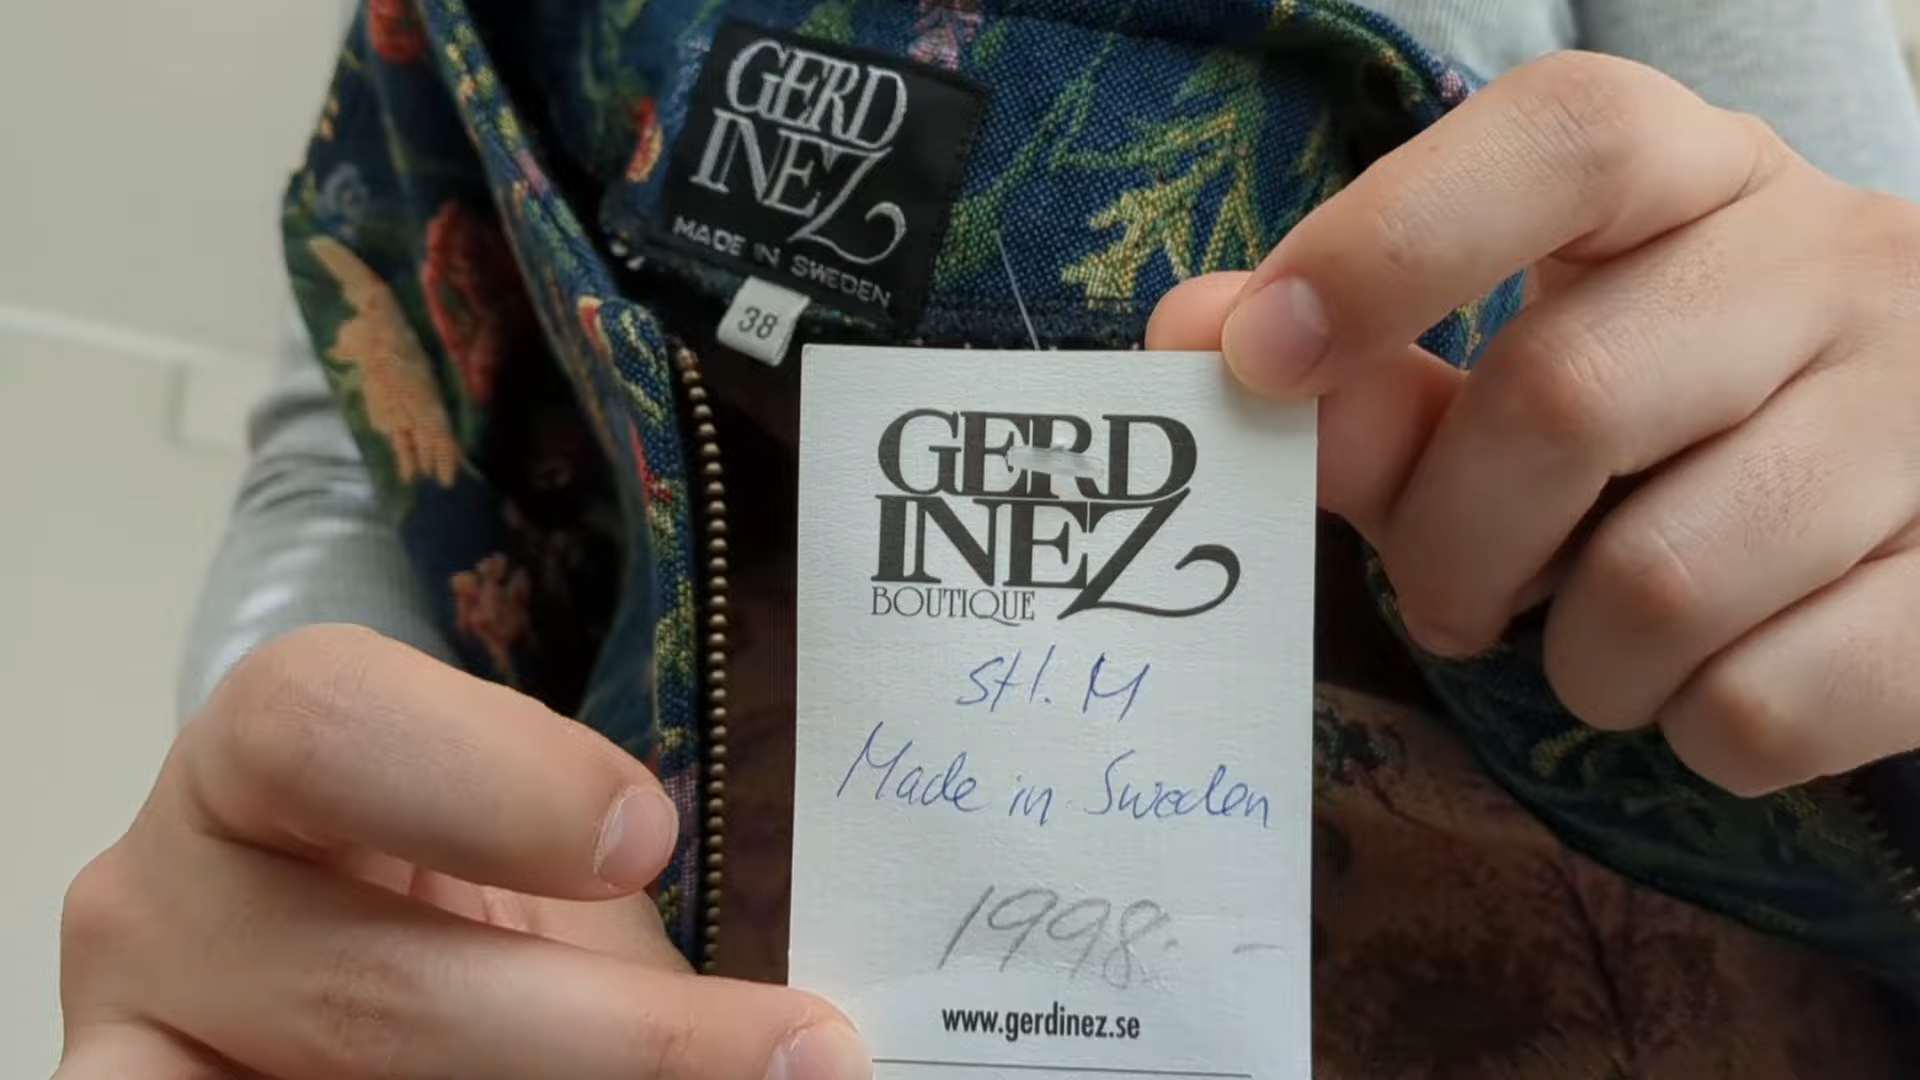 GERD
INEZ
MADE IN SWEDEN
38
GERD
INEZ
BOUTIQUE
stl. M
Made in Sweden
1998:-
www.gerdinez.se